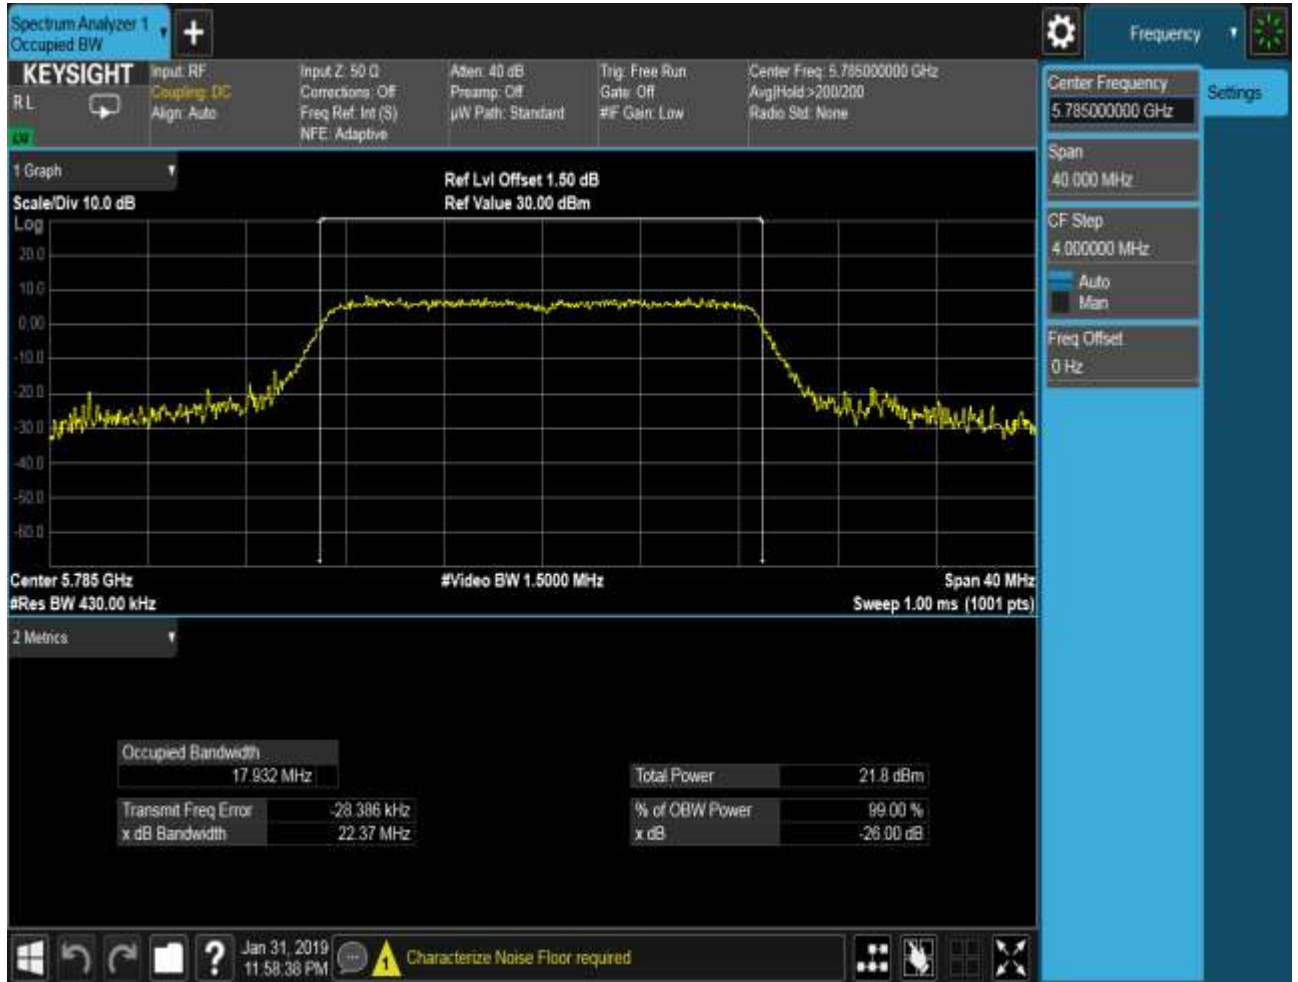 Spectrum Analyzer 1
Occupied BW
Frequency
KEYSIGHT
Input: RF
Input Z: 50 Ω
Atten: 40 dB
Trig: Free Run
Center Freq: 5.785000000 GHz
R L
Coupling: DC
Corrections: Off
Preamp: Off
Gate: Off
Avg|Hold:>200/200
Align: Auto
Freq Ref: Int (S)
µW Path: Standard
#IF Gain: Low
Radio Std: None
NFE: Adaptive
Center Frequency
5.785000000 GHz
Settings
Span
40.000 MHz
CF Step
4.000000 MHz
Auto
Man
Freq Offset
0 Hz
1 Graph
Ref Lvl Offset 1.50 dB
Scale/Div 10.0 dB
Ref Value 30.00 dBm
Log
20.0
10.0
0.00
-10.0
-20.0
-30.0
-40.0
-50.0
-60.0
Center 5.785 GHz
#Video BW 1.5000 MHz
Span 40 MHz
#Res BW 430.00 kHz
Sweep 1.00 ms (1001 pts)
2 Metrics
Occupied Bandwidth
17.932 MHz
Total Power
21.8 dBm
Transmit Freq Error
-28.386 kHz
% of OBW Power
99.00 %
x dB Bandwidth
22.37 MHz
x dB
-26.00 dB
Jan 31, 2019
11:58:38 PM
1
Characterize Noise Floor required